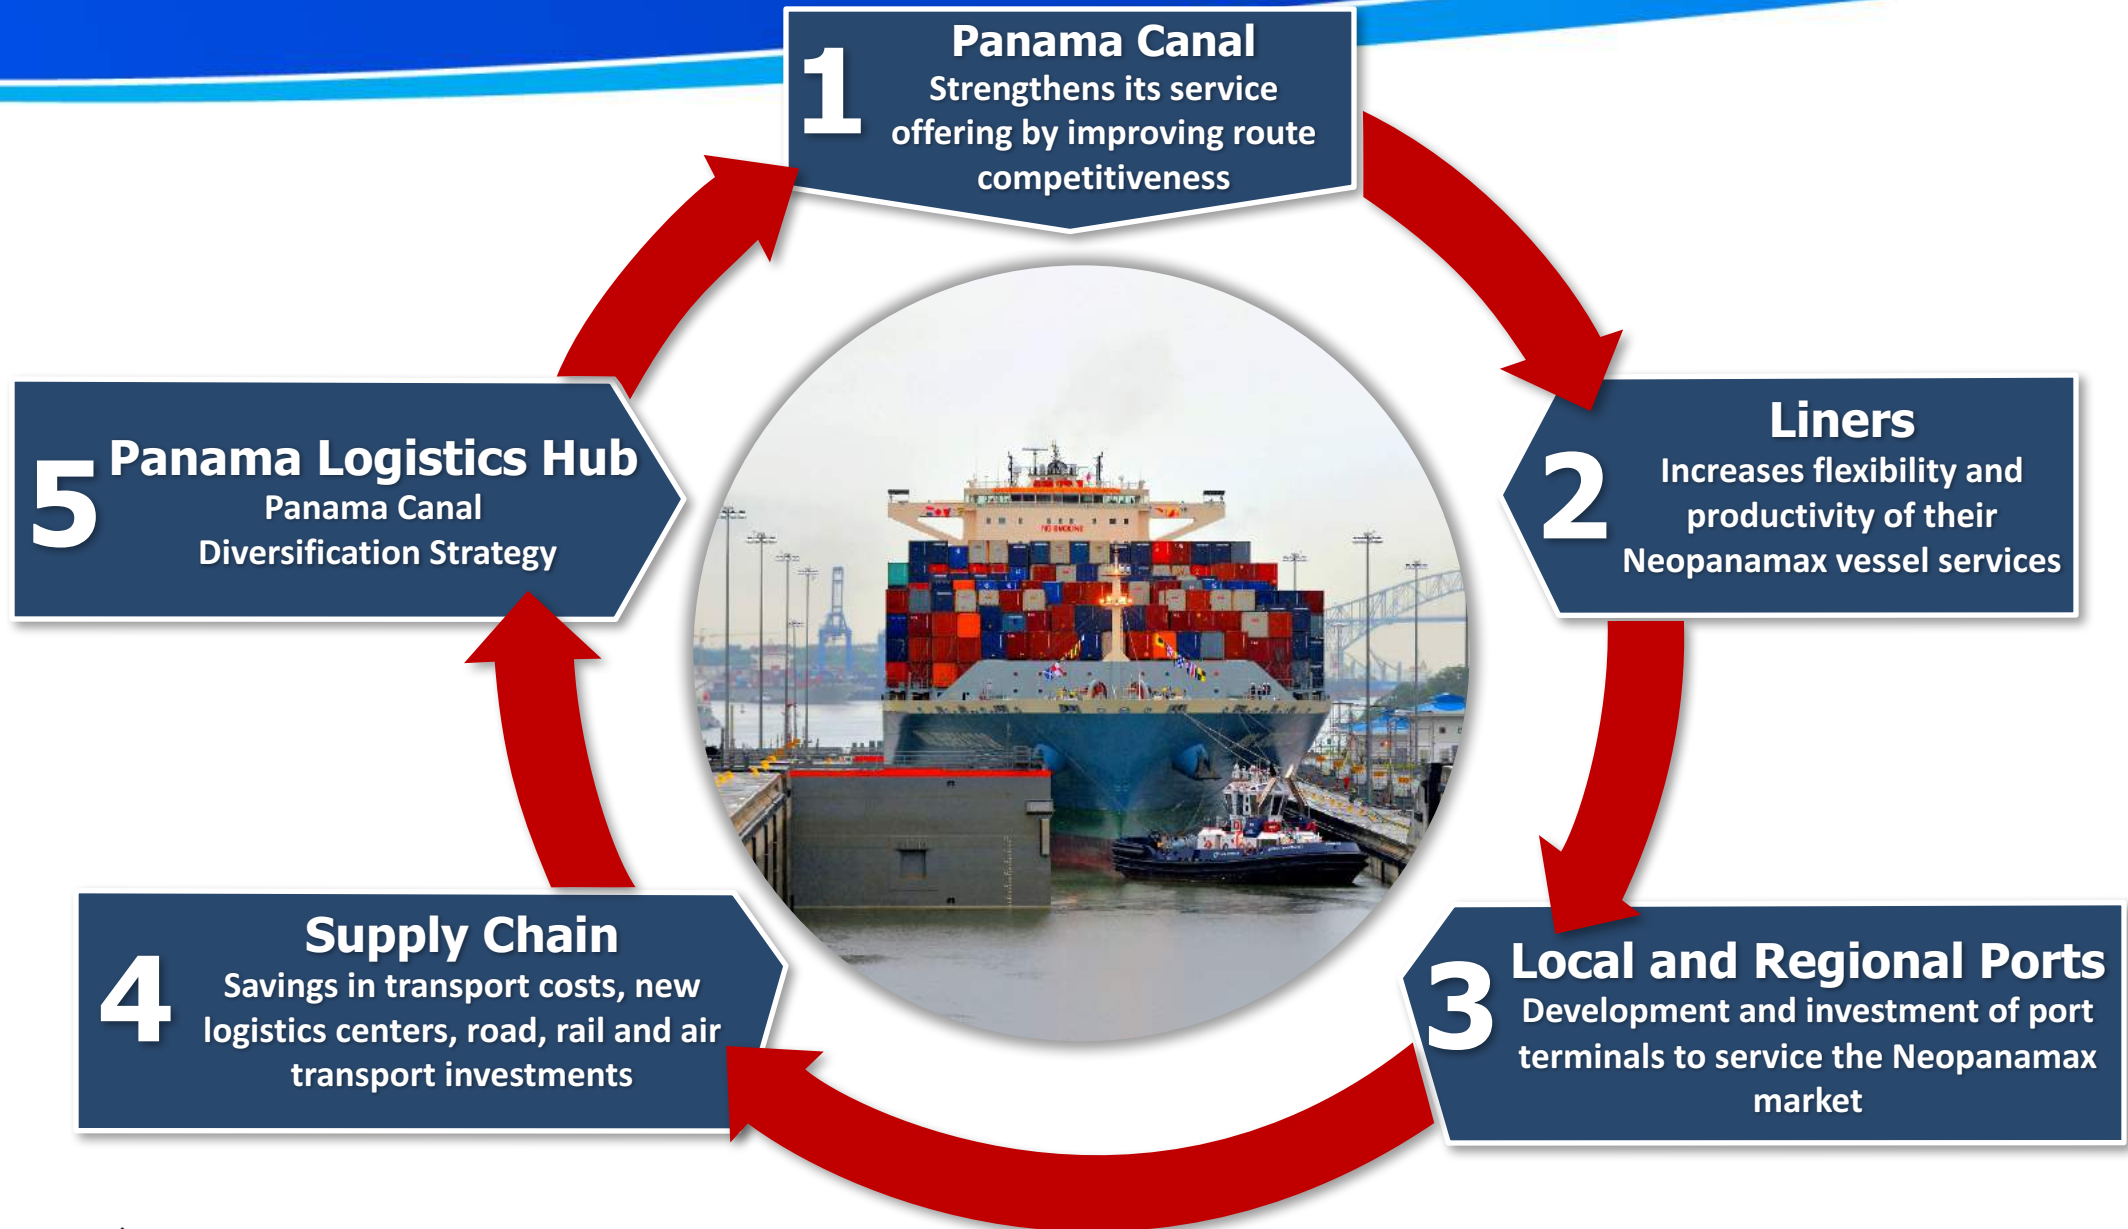 1
Panama Canal
Strengthens its service
offering by improving route
competitiveness
2
Liners
Increases flexibility and
productivity of their
Neopanamax vessel services
3
Local and Regional Ports
Development and investment of port
terminals to service the Neopanamax
market
4
Supply Chain
Savings in transport costs, new
logistics centers, road, rail and air
transport investments
5
Panama Logistics Hub
Panama Canal
Diversification Strategy
NO SMOKING